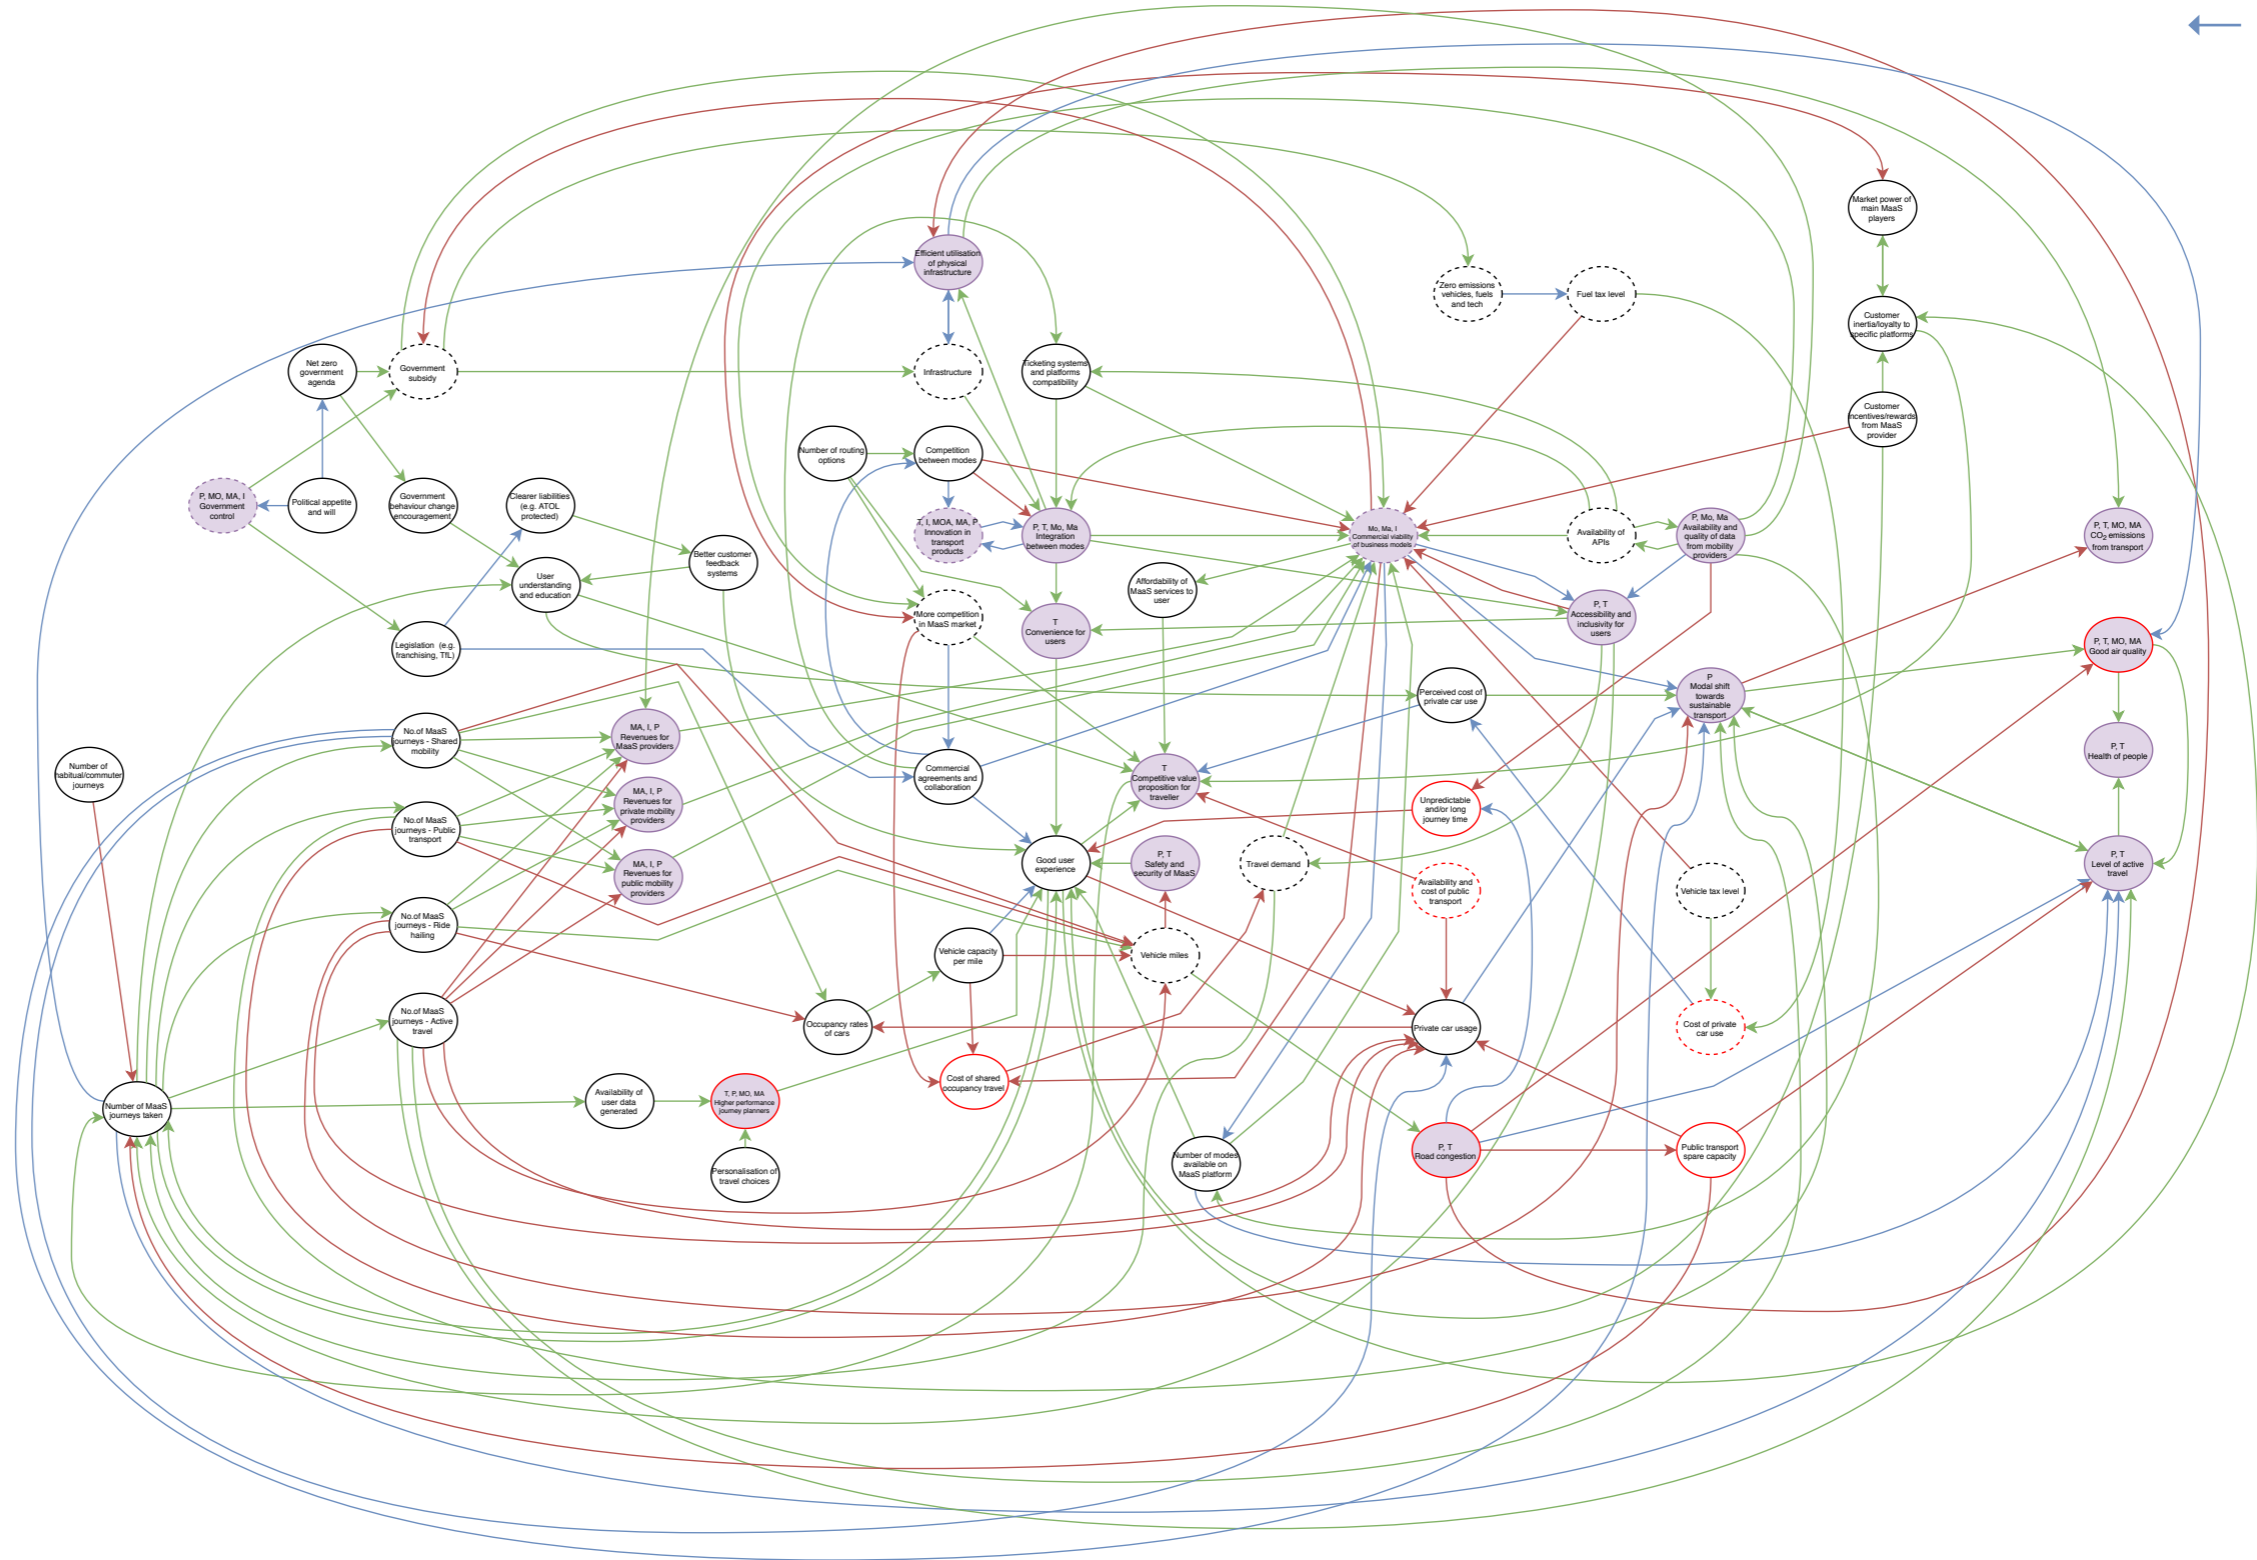 Market power of
main MaaS
players
Efficient utilisation
of physical
infrastructure
Zero emissions
vehicles, fuels
and tech
Fuel tax level
Customer
inertia/loyalty to
specific platforms
Net zero
government
agenda
Government
subsidy
Infrastructure
Ticketing systems
and platforms
compatibility
Customer
incentives/rewards
from MaaS
provider
Number of routing
options
Competition
between modes
P, MO, MA, I
Government
control
Political appetite
and will
Government
behaviour change
encouragement
Clearer liabilities
(e.g. ATOL
protected)
T, I, MOA, MA, P
Innovation in
transport
products
P, T, Mo, Ma
Integration
between modes
Mo, Ma, I
Commercial viability
of business models
Availability of
APIs
P, Mo, Ma
Availability and
quality of data
from mobility
providers
P, T, MO, MA
CO2 emissions
from transport
Better customer
feedback
systems
User
understanding
and education
Affordability of
MaaS services to
user
More competition
in MaaS market
T
Convenience for
users
P, T
Accessibility and
inclusivity for
users
Legislation (e.g.
franchising, TfL)
P, T, MO, MA
Good air quality
Perceived cost of
private car use
P
Modal shift
towards
sustainable
transport
No.of MaaS
journeys - Shared
mobility
MA, I, P
Revenues for
MaaS providers
Number of
habitual/commuter
journeys
P, T
Health of people
Commercial
agreements and
collaboration
T
Competitive value
proposition for
traveller
MA, I, P
Revenues for
private mobility
providers
Unpredictable
and/or long
journey time
No.of MaaS
journeys - Public
transport
MA, I, P
Revenues for
public mobility
providers
Good user
experience
P, T
Safety and
security of MaaS
Travel demand
Availability and
cost of public
transport
Vehicle tax level
P, T
Level of active
travel
No.of MaaS
journeys - Ride
hailing
Vehicle capacity
per mile
Vehicle miles
No.of MaaS
journeys - Active
travel
Occupancy rates
of cars
Private car usage
Cost of private
car use
Cost of shared
occupancy travel
Number of MaaS
journeys taken
Availability of
user data
generated
T, P, MO, MA
Higher performance
journey planners
Personalisation of
travel choices
Number of modes
available on
MaaS platform
P, T
Road congestion
Public transport
spare capacity